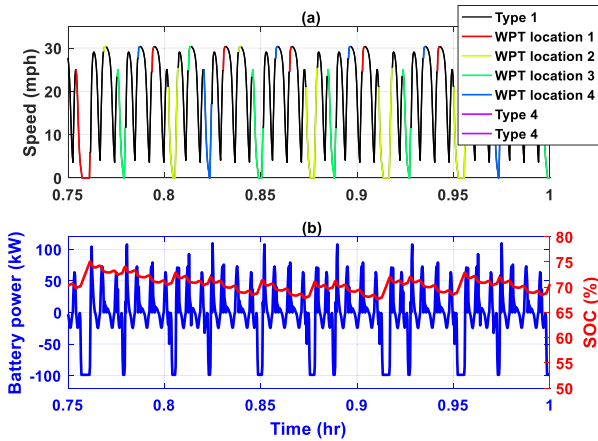 (a)
Speed (mph)
30
20
10
0
0.75
0.8
0.85
0.9
0.95
1
Type 1
WPT location 1
WPT location 2
WPT location 3
WPT location 4
Type 4
Type 4
(b)
Battery power (kW)
100
50
0
-50
-100
SOC (%)
80
75
70
65
60
55
50
0.75
0.8
0.85
0.9
0.95
1
Time (hr)